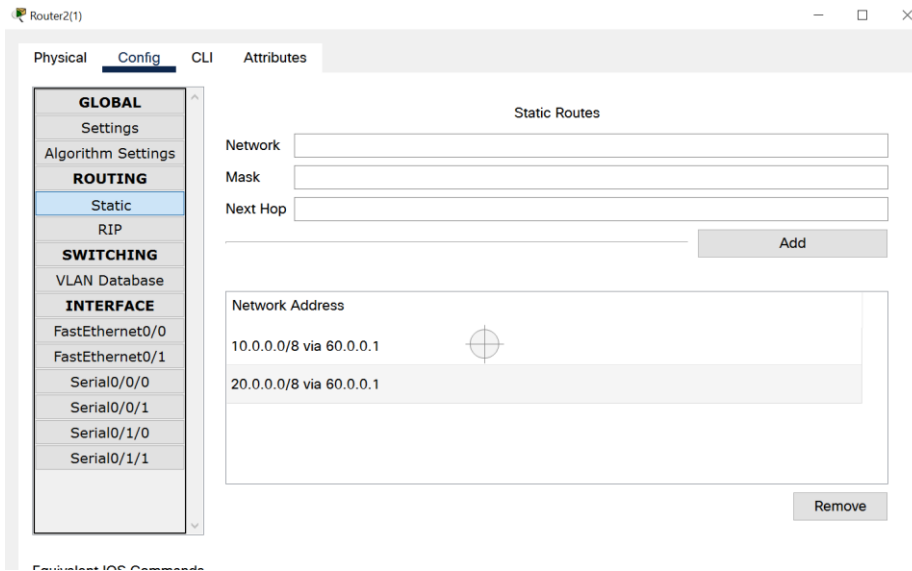 Router2(1)
Physical Config CLI Attributes
GLOBAL
Settings
Algorithm Settings
ROUTING
Static
RIP
SWITCHING
VLAN Database
INTERFACE
FastEthernet0/0
FastEthernet0/1
Serial0/0/0
Serial0/0/1
Serial0/1/0
Serial0/1/1
Static Routes
Network
Mask
Next Hop
Add
Network Address
10.0.0.0/8 via 60.0.0.1
20.0.0.0/8 via 60.0.0.1
Remove
Equivalent IOS Commands